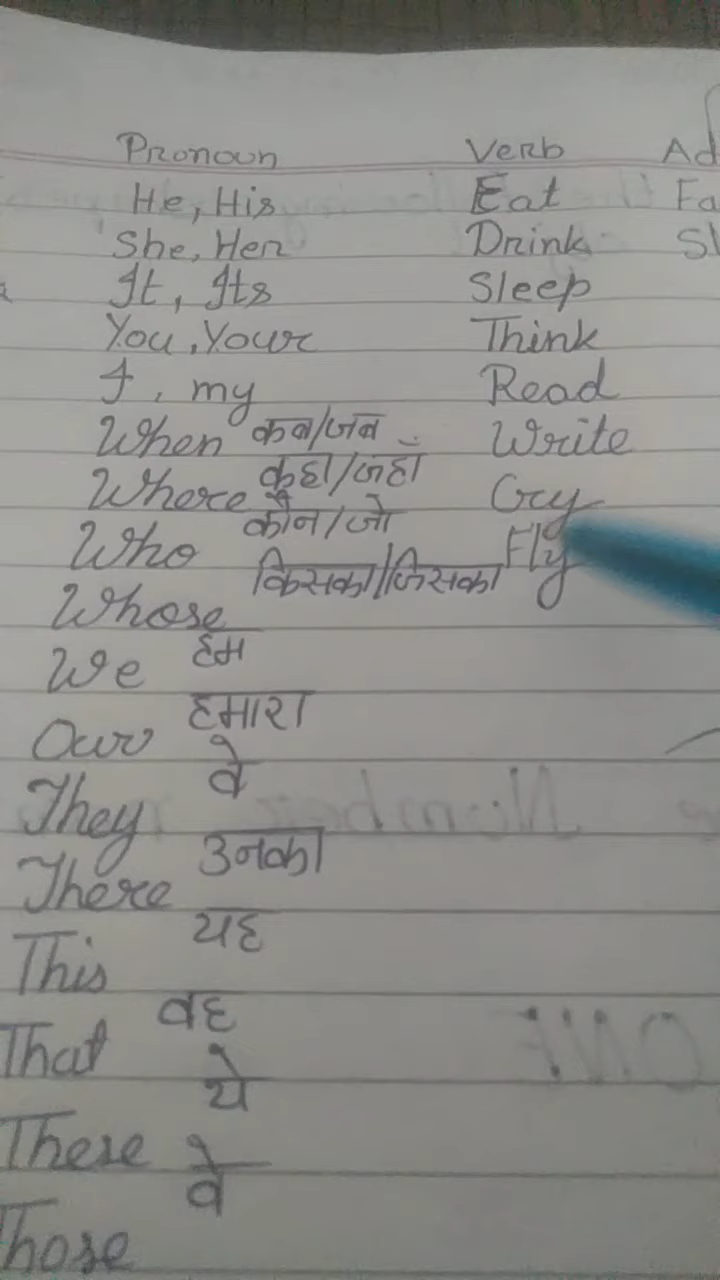 Pronoun Verb Ad
He, His Eat Fa
She, Her Drink Sl
It, Its Sleep
You, Your Think
I, my Read
When कब/जब Write
Where कहाँ/जहाँ Cry
Who कौन/जो Fly
Whose किसका/जिसका
We हम
Our हमारा
They वे
There उनका
This यह
That वह
These ये
Those वे